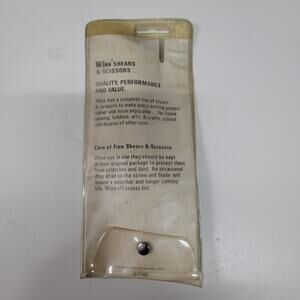 Wiss® SHEARS
& SCISSORS . . .
QUALITY, PERFORMANCE
AND VALUE.
Wiss has a complete line of shears
& scissors to make every cutting project
easier and more enjoyable . . . for home
sewing, hobbies, arts & crafts, school
and dozens of other uses.
Care of Fine Shears & Scissors
When not in use they should be kept
in their original package to protect them
from scratches and dust. An occasional
drop of oil on the screw and blade will
ensure a smoother and longer cutting
life. Wipe off excess